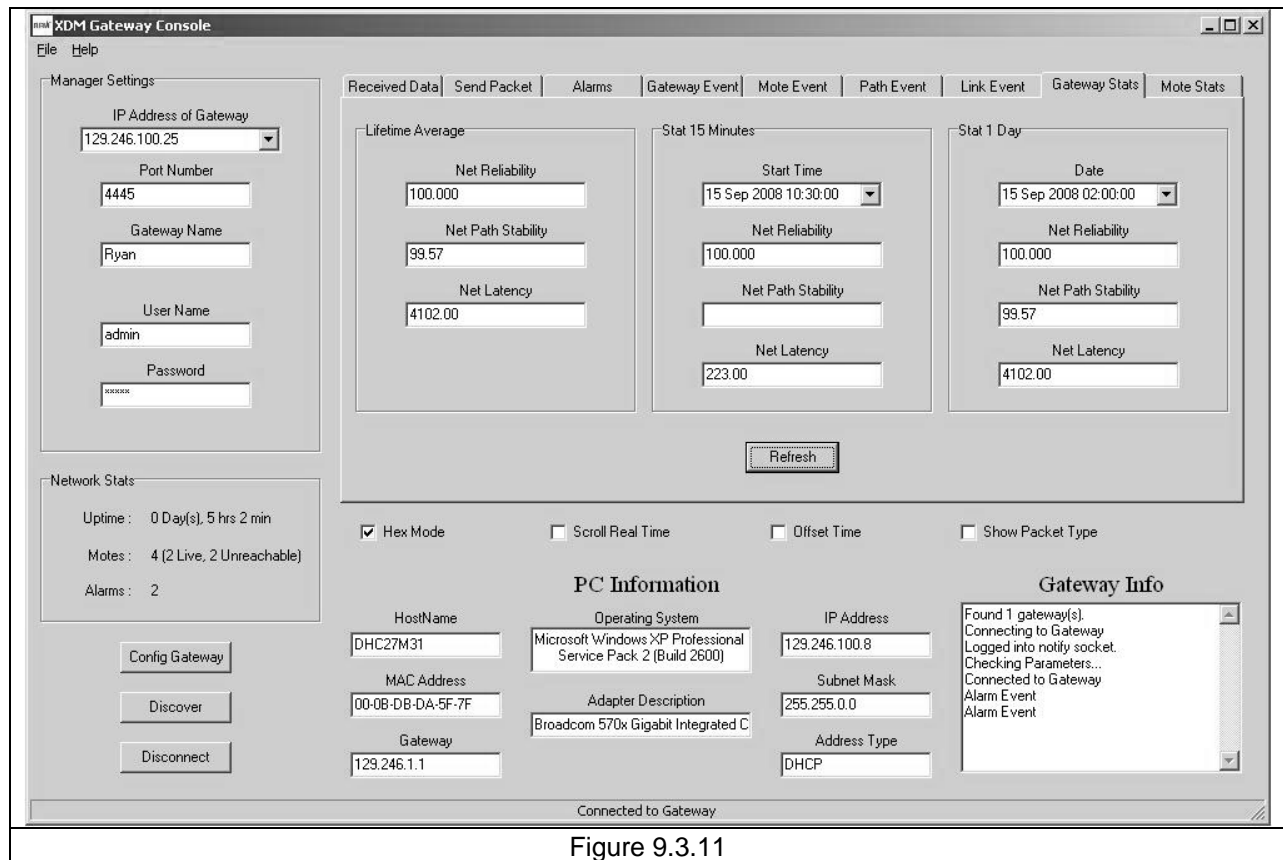 XDM Gateway Console
File Help
Manager Settings
IP Address of Gateway
129.246.100.25
Port Number
4445
Gateway Name
Ryan
User Name
admin
Password
xxxxx
Network Stats
Uptime : 0 Day(s), 5 hrs 2 min
Motes : 4 (2 Live, 2 Unreachable)
Alarms : 2
Config Gateway
Discover
Disconnect
Received Data Send Packet Alarms Gateway Event Mote Event Path Event Link Event Gateway Stats Mote Stats
Lifetime Average
Net Reliability
100.000
Net Path Stability
99.57
Net Latency
4102.00
Stat 15 Minutes
Start Time
15 Sep 2008 10:30:00
Net Reliability
100.000
Net Path Stability
Net Latency
223.00
Stat 1 Day
Date
15 Sep 2008 02:00:00
Net Reliability
100.000
Net Path Stability
99.57
Net Latency
4102.00
Refresh
Hex Mode Scroll Real Time Offset Time Show Packet Type
PC Information
HostName
DHC27M31
MAC Address
00-0B-DB-DA-5F-7F
Gateway
129.246.1.1
Operating System
Microsoft Windows XP Professional
Service Pack 2 (Build 2600)
Adapter Description
Broadcom 570x Gigabit Integrated C
IP Address
129.246.100.8
Subnet Mask
255.255.0.0
Address Type
DHCP
Gateway Info
Found 1 gateway(s).
Connecting to Gateway
Logged into notify socket.
Checking Parameters...
Connected to Gateway
Alarm Event
Alarm Event
Connected to Gateway
Figure 9.3.11